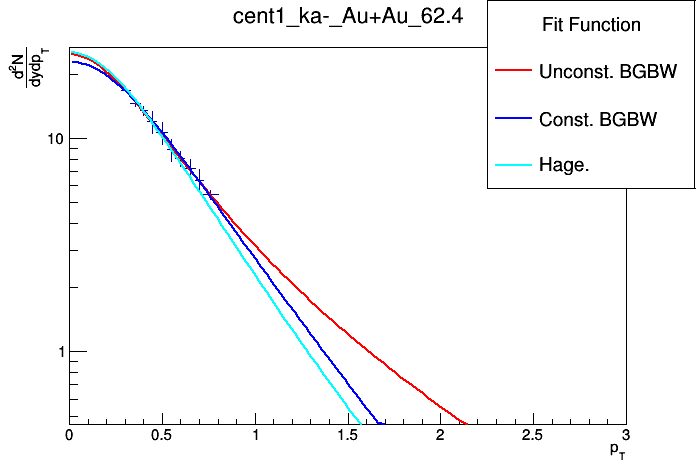 cent1_ka-_Au+Au_62.4
Fit Function
Unconst. BGBW
Const. BGBW
Hage.
d²N
dydp_T
10
1
0
0.5
1
1.5
2
2.5
3
p_T